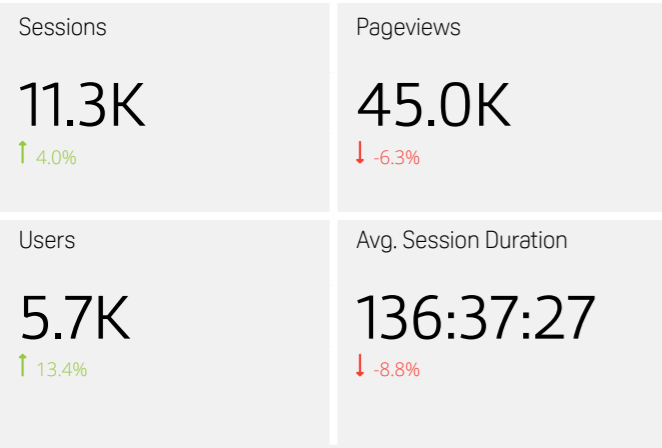 Sessions
11.3K
↑ 4.0%
Pageviews
45.0K
↓ -6.3%
Users
5.7K
↑ 13.4%
Avg. Session Duration
136:37:27
↓ -8.8%